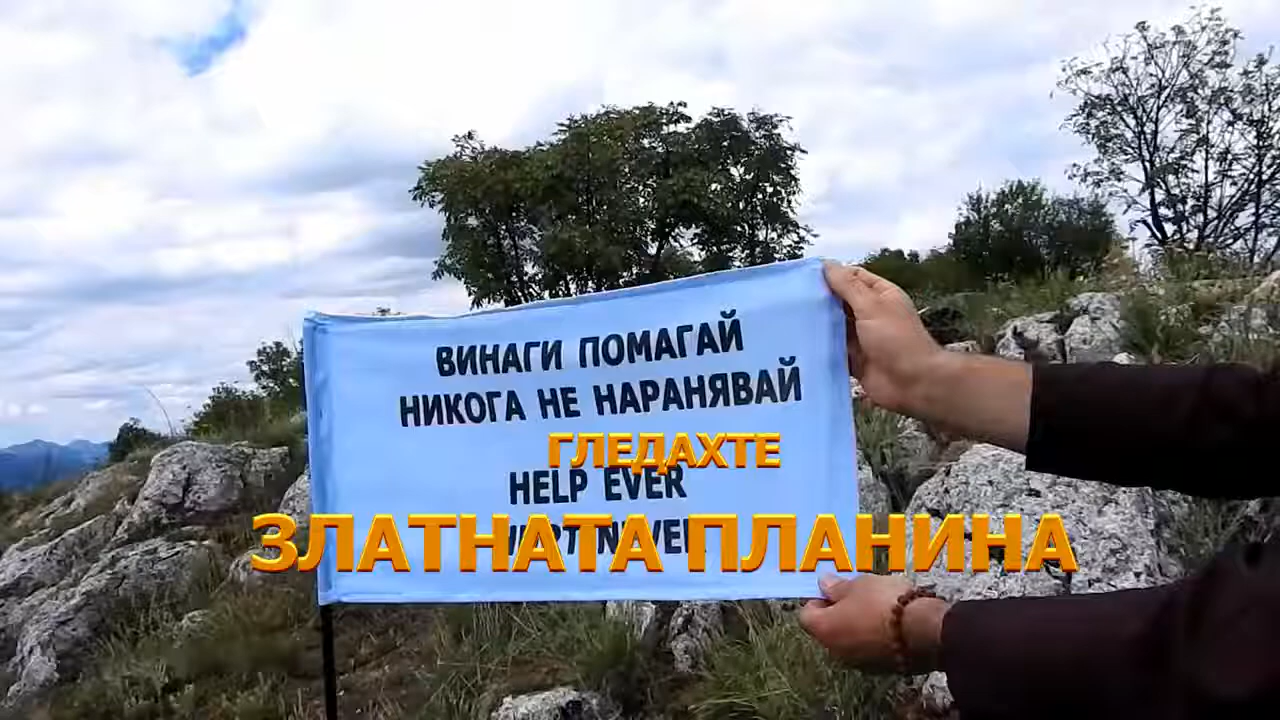 ВИНАГИ ПОМАГАЙ
НИКОГА НЕ НАРАНЯВАЙ
ГЛЕДАХТЕ
HELP EVER
ЗЛАТНАТА ПЛАНИНА